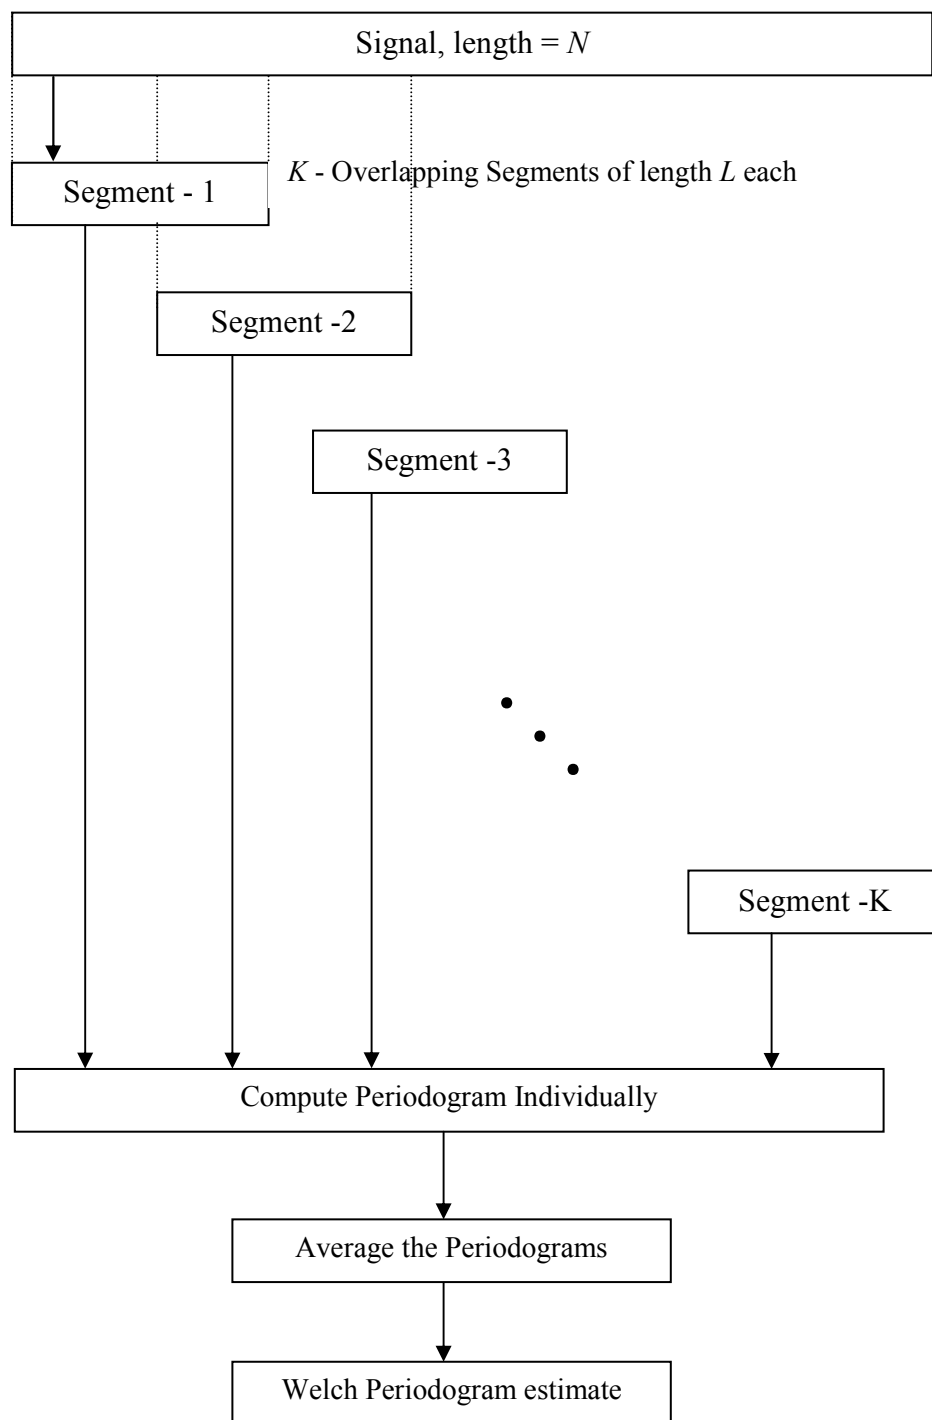 Signal, length = N
K - Overlapping Segments of length L each
Segment - 1
Segment -2
Segment -3
Segment -K
Compute Periodogram Individually
Average the Periodograms
Welch Periodogram estimate